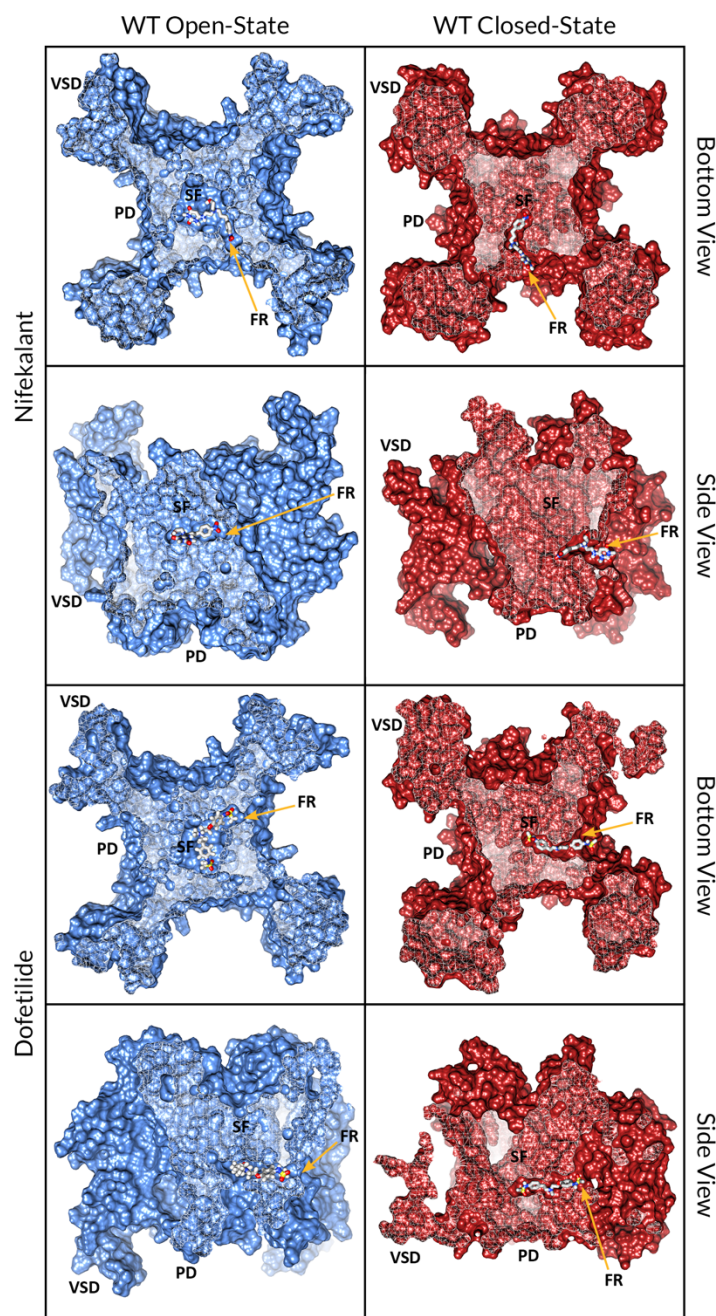 WT Open-State
WT Closed-State
Nifekalant
VSD
SF
PD
FR
VSD
SF
PD
FR
Bottom View
VSD
SF
FR
VSD
PD
VSD
SF
FR
PD
Side View
Dofetilide
VSD
FR
PD
SF
VSD
SF
FR
PD
Bottom View
SF
FR
PD
VSD
SF
FR
VSD
PD
Side View